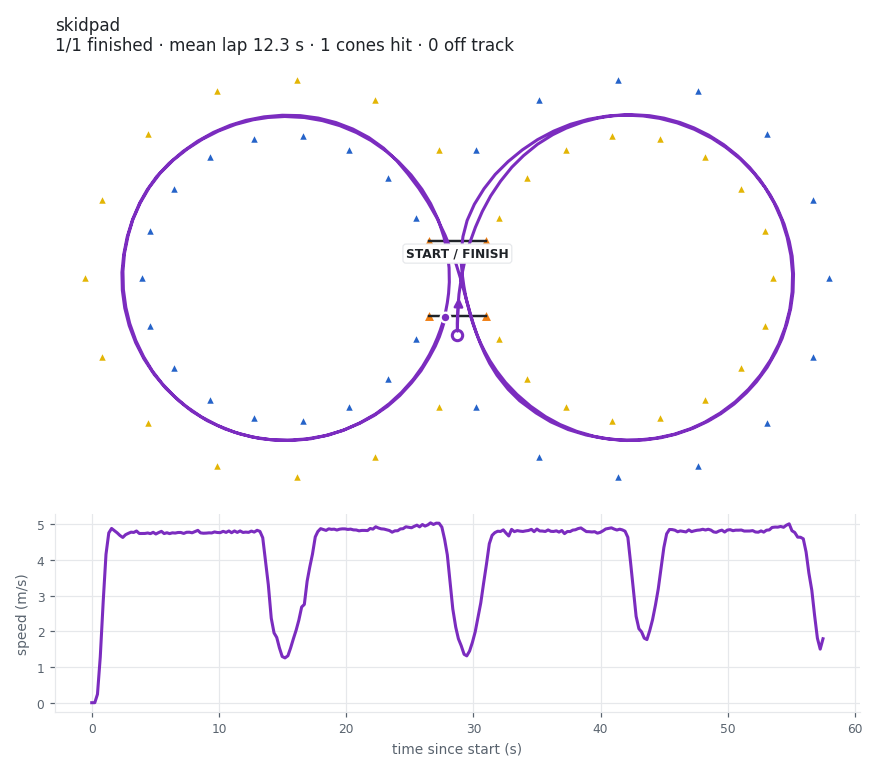 skidpad
1/1 finished · mean lap 12.3 s · 1 cones hit · 0 off track
START / FINISH
5
4
3
2
1
0
speed (m/s)
0 10 20 30 40 50 60
time since start (s)